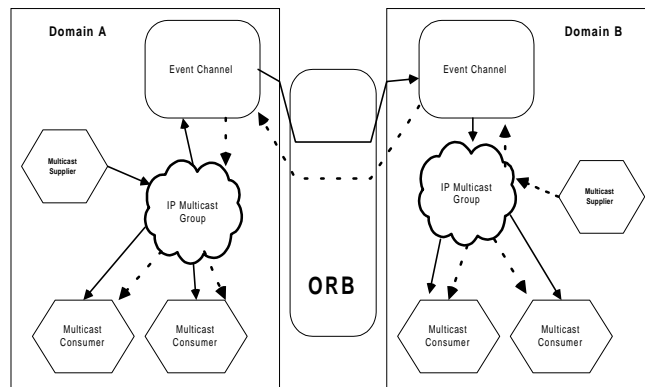 Domain A
Domain B
Event Channel
Event Channel
Multicast
Supplier
IP Multicast
Group
IP Multicast
Group
Multicast
Supplier
ORB
Multicast
Consumer
Multicast
Consumer
Multicast
Consumer
Multicast
Consumer